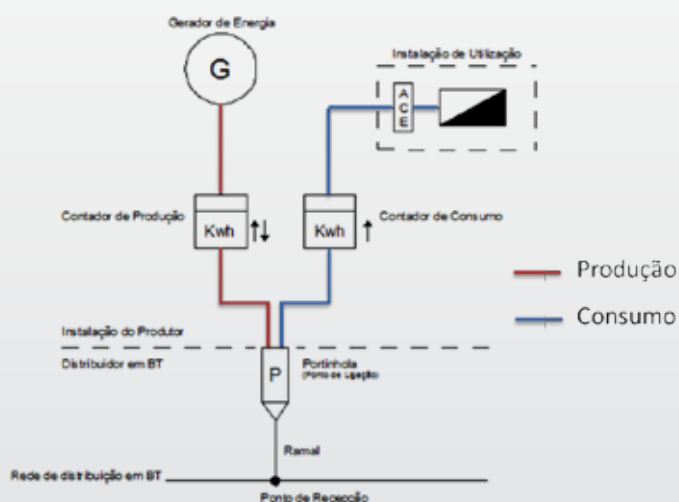 Gerador de Energia
G
Instalação de Utilização
A
C
E
Contador de Produção
Kwh
Kwh
Contador de Consumo
Produção
Consumo
Instalação do Produtor
Distribuidor em BT
P
Portinhola
(Ponto de Ligação)
Ramal
Rede de distribuição em BT
Ponto de Recepção